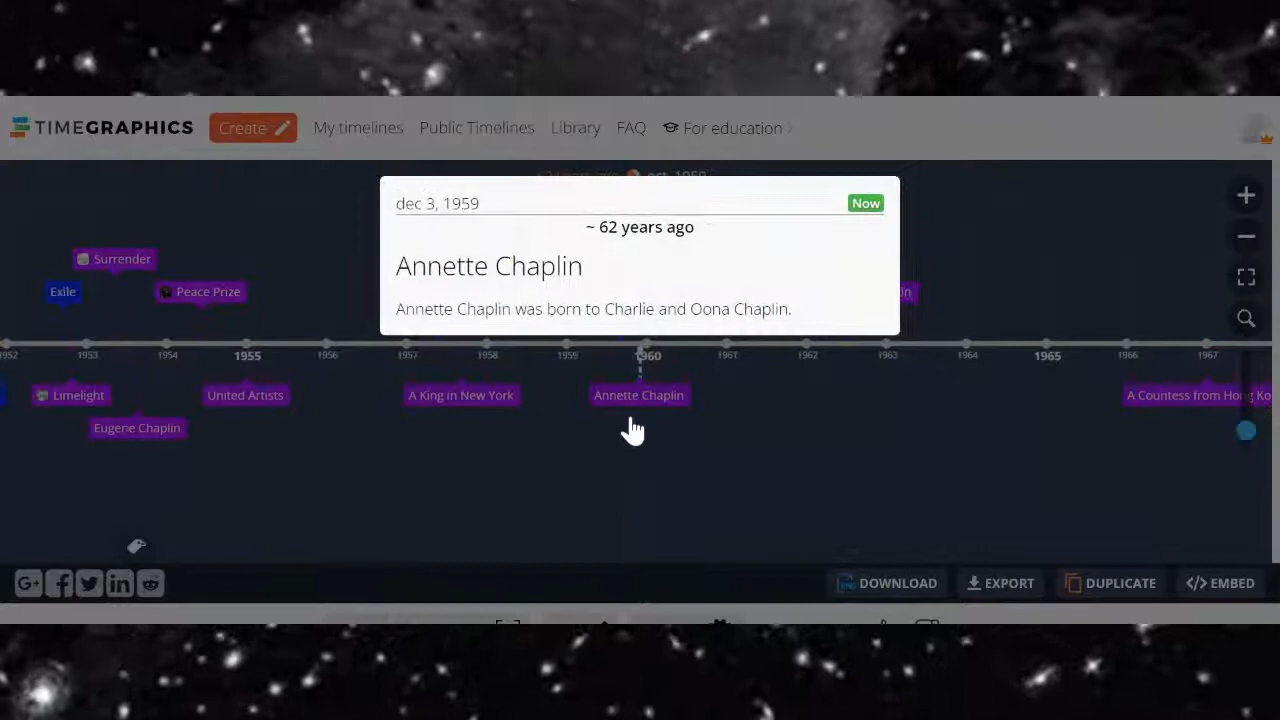 TIMEGRAPHICS
Create
My timelines
Public Timelines
Library
FAQ
For education
dec 3, 1959
Now
~ 62 years ago
Annette Chaplin
Annette Chaplin was born to Charlie and Oona Chaplin.
Surrender
Exile
Peace Prize
1952 1953 1954 1955 1956 1957 1958 1959 1960 1961 1962 1963 1964 1965 1966 1967
Limelight
United Artists
A King in New York
Annette Chaplin
A Countess from Hong Ko
Eugene Chaplin
G+
DOWNLOAD
EXPORT
DUPLICATE
</> EMBED